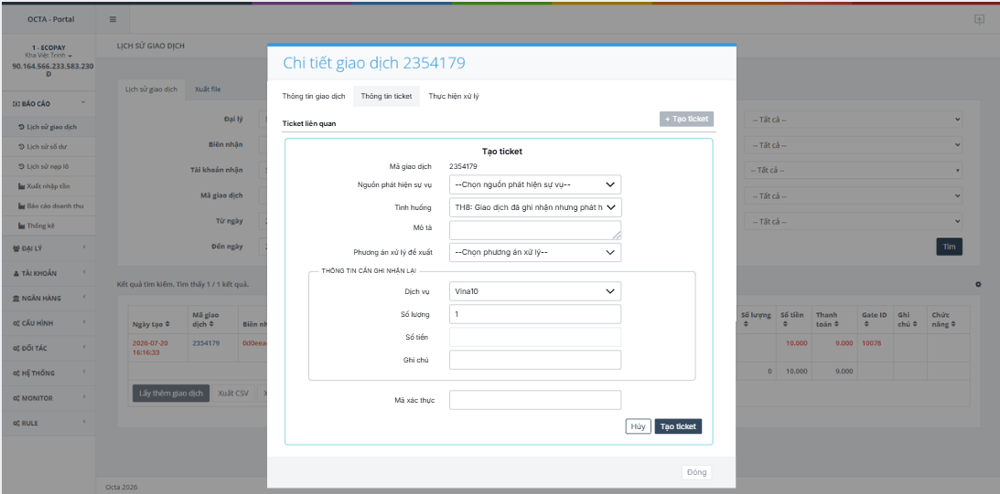 OCTA - Portal
1 - ECOPAY
Kha Việt Trinh
90.164.566.233.583.230
Đ
BÁO CÁO
Lịch sử giao dịch
Lịch sử số dư
Lịch sử nạp lô
Xuất nhập tồn
Báo cáo doanh thu
Thống kê
ĐẠI LÝ
TÀI KHOẢN
NGÂN HÀNG
CẤU HÌNH
ĐỐI TÁC
HỆ THỐNG
MONITOR
RULE
LỊCH SỬ GIAO DỊCH
Lịch sử giao dịch Xuất file
Đại lý -- Tất cả --
Biên nhận -- Tất cả --
Tài khoản nhận -- Tất cả --
Mã giao dịch -- Tất cả --
Từ ngày -- Tất cả --
Đến ngày Tìm
Kết quả tìm kiếm. Tìm thấy 1 / 1 kết quả.
Ngày tạo Mã giao dịch Biên nh Số lượng Số tiền Thanh toán Gate ID Ghi chú Chức năng
2026-07-20 16:16:33 2354179 0d0eea 10.000 9.000 10078
0 10.000 9.000
Lấy thêm giao dịch Xuất CSV X
Octa 2026
Chi tiết giao dịch 2354179
Thông tin giao dịch Thông tin ticket Thực hiện xử lý
Ticket liên quan + Tạo ticket
Tạo ticket
Mã giao dịch 2354179
Nguồn phát hiện sự vụ --Chọn nguồn phát hiện sự vụ--
Tình huống TH8: Giao dịch đã ghi nhận nhưng phát h
Mô tả
Phương án xử lý đề xuất --Chọn phương án xử lý--
THÔNG TIN CẦN GHI NHẬN LẠI
Dịch vụ Vina10
Số lượng 1
Số tiền
Ghi chú
Mã xác thực
Hủy Tạo ticket
Đóng